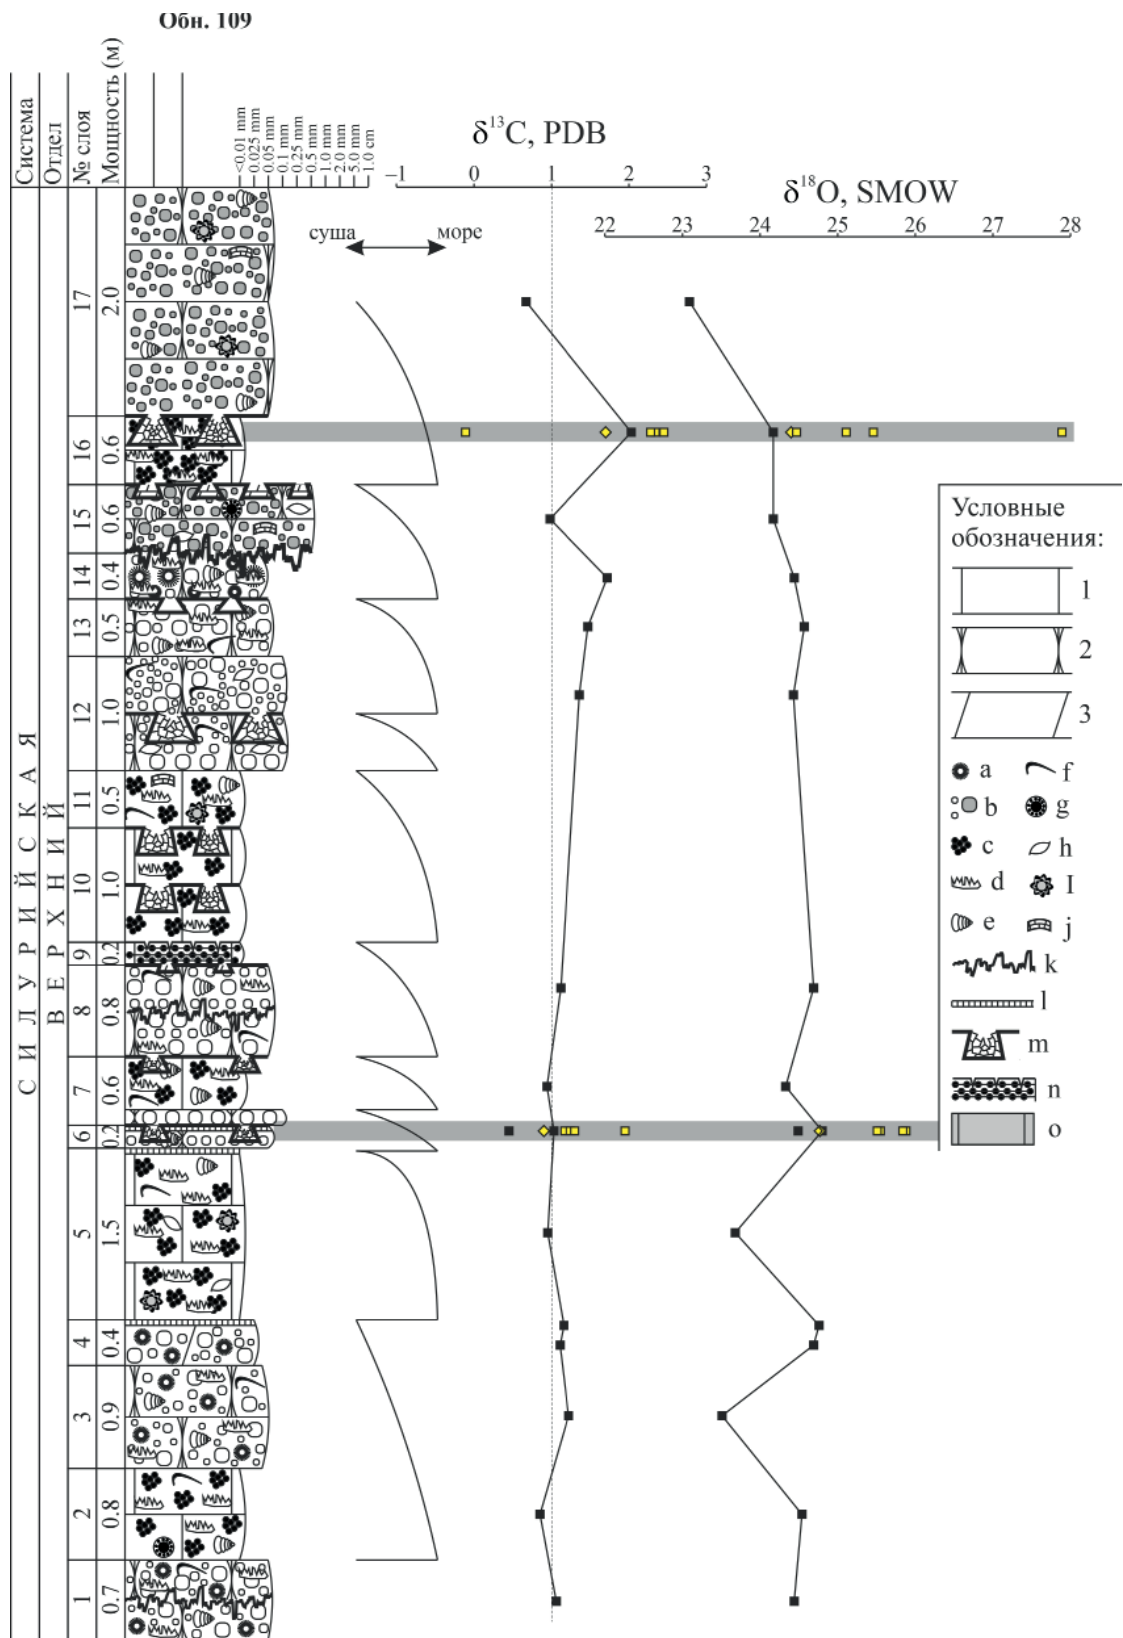 Обн. 109
Система
Отдел
№ слоя
Мощность (м)
<0.01 mm
0.025 mm
0.05 mm
0.1 mm
0.25 mm
0.5 mm
1.0 mm
2.0 mm
5.0 mm
1.0 cm
δ¹³C, PDB
–1 0 1 2 3
δ¹⁸O, SMOW
22 23 24 25 26 27 28
суша море
СИЛУРИЙСКАЯ
ВЕРХНИЙ
17 2.0
16 0.6
15 0.6
14 0.4
13 0.5
12 1.0
11 0.5
10 1.0
9 0.2
8 0.8
7 0.6
6 0.2
5 1.5
4 0.4
3 0.9
2 0.8
1 0.7
Условные
обозначения:
1
2
3
a f
b g
c h
d I
e j
k
l
m
n
o